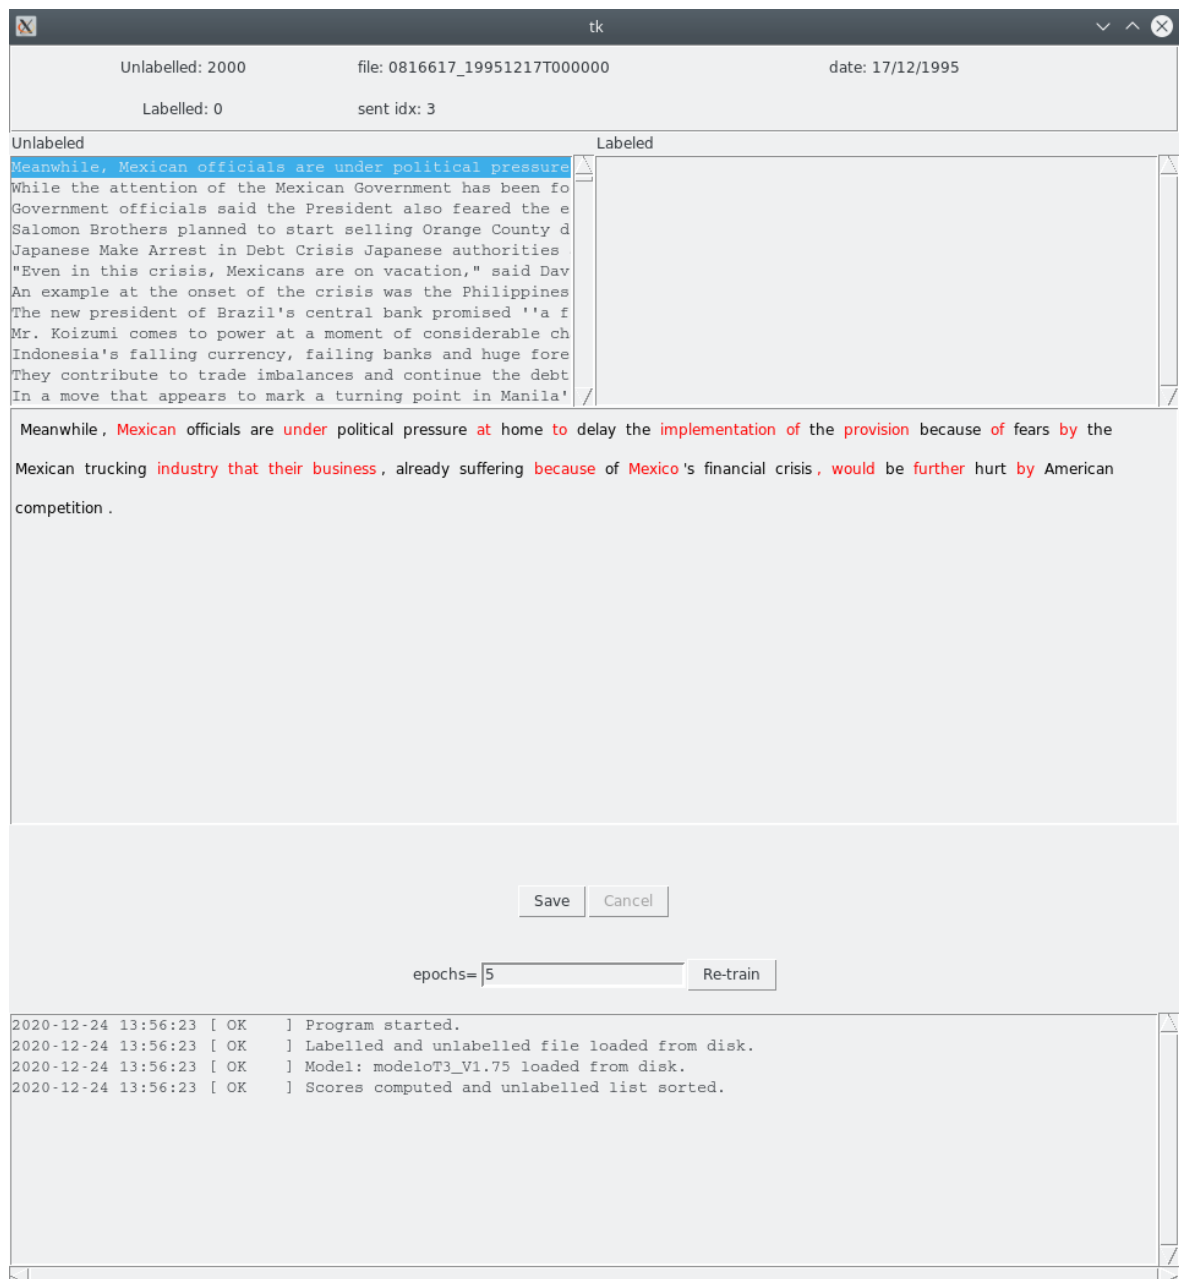 tk
Unlabelled: 2000 file: 0816617_19951217T000000 date: 17/12/1995
Labelled: 0 sent idx: 3
Unlabeled Labeled
Meanwhile, Mexican officials are under political pressure
While the attention of the Mexican Government has been fo
Government officials said the President also feared the e
Salomon Brothers planned to start selling Orange County d
Japanese Make Arrest in Debt Crisis Japanese authorities
"Even in this crisis, Mexicans are on vacation," said Dav
An example at the onset of the crisis was the Philippines
The new president of Brazil's central bank promised ''a f
Mr. Koizumi comes to power at a moment of considerable ch
Indonesia's falling currency, failing banks and huge fore
They contribute to trade imbalances and continue the debt
In a move that appears to mark a turning point in Manila'
Meanwhile , Mexican officials are under political pressure at home to delay the implementation of the provision because of fears by the
Mexican trucking industry that their business , already suffering because of Mexico 's financial crisis , would be further hurt by American
competition .
Save Cancel
epochs= 5 Re-train
2020-12-24 13:56:23 [ OK ] Program started.
2020-12-24 13:56:23 [ OK ] Labelled and unlabelled file loaded from disk.
2020-12-24 13:56:23 [ OK ] Model: modeloT3_V1.75 loaded from disk.
2020-12-24 13:56:23 [ OK ] Scores computed and unlabelled list sorted.